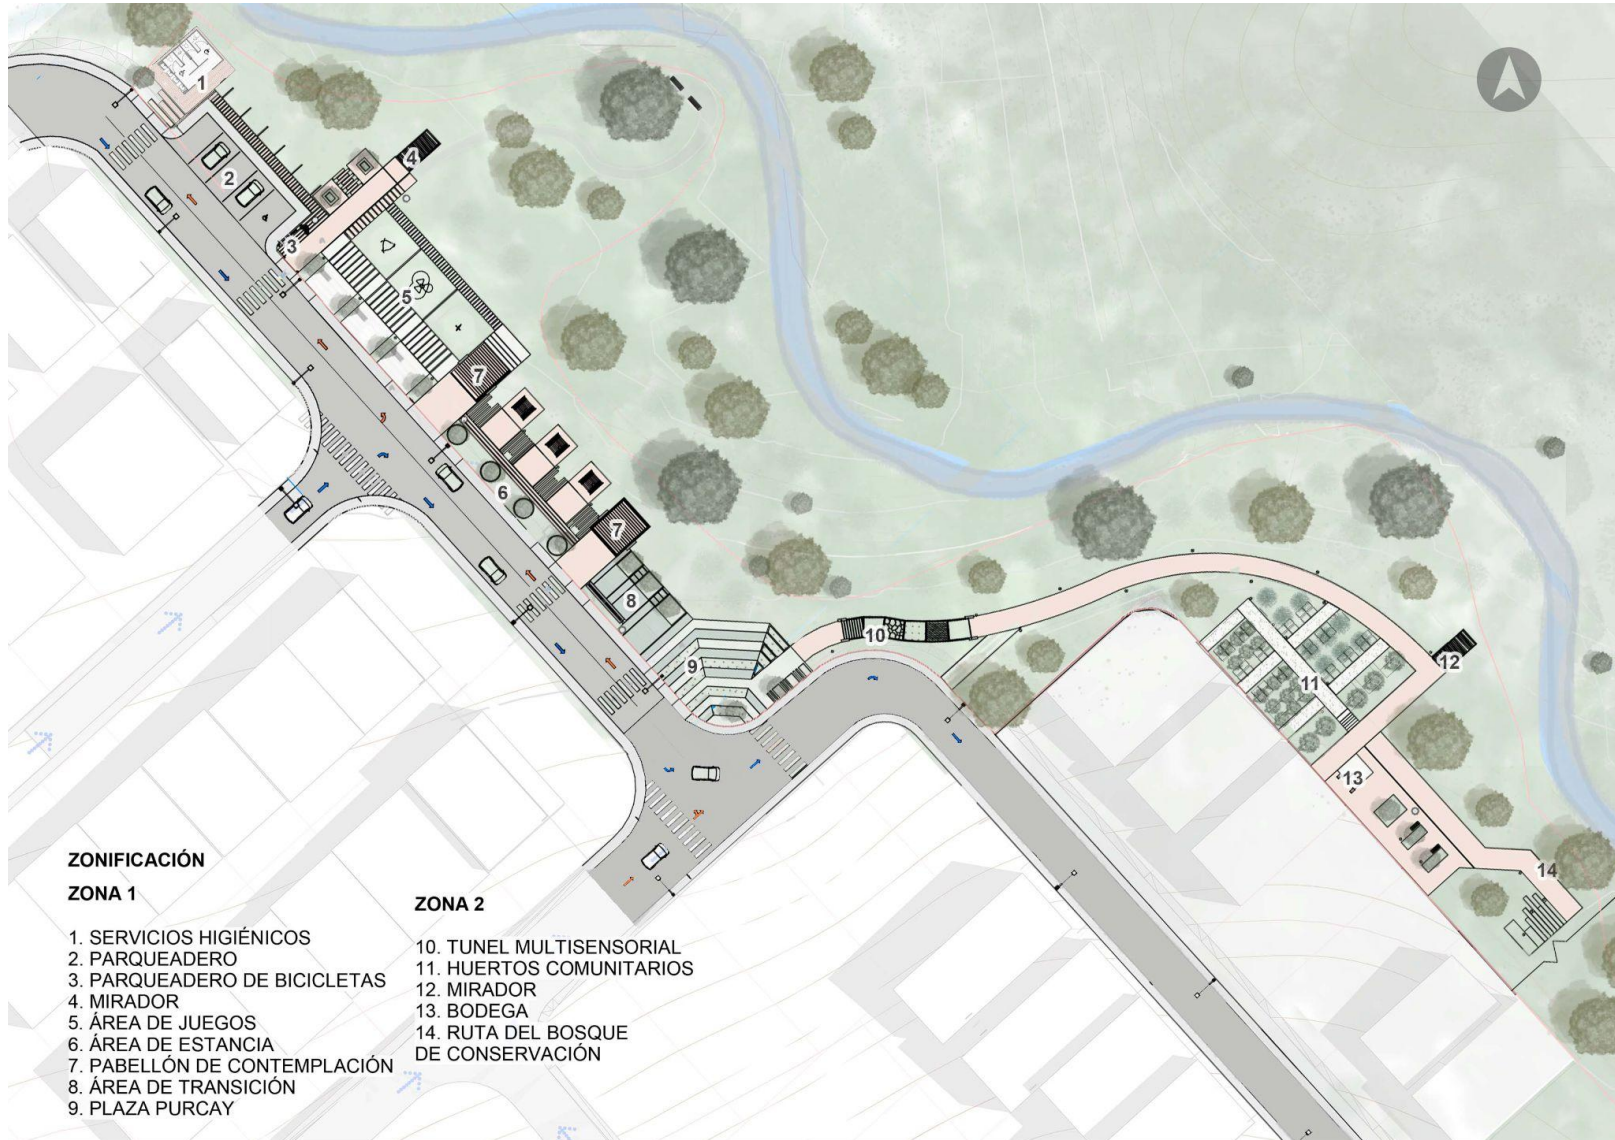 1
2
3
4
5
7
6
7
8
9
10
11
12
13
14
ZONIFICACIÓN
ZONA 1
1. SERVICIOS HIGIÉNICOS
2. PARQUEADERO
3. PARQUEADERO DE BICICLETAS
4. MIRADOR
5. ÁREA DE JUEGOS
6. ÁREA DE ESTANCIA
7. PABELLÓN DE CONTEMPLACIÓN
8. ÁREA DE TRANSICIÓN
9. PLAZA PURCAY
ZONA 2
10. TUNEL MULTISENSORIAL
11. HUERTOS COMUNITARIOS
12. MIRADOR
13. BODEGA
14. RUTA DEL BOSQUE
DE CONSERVACIÓN